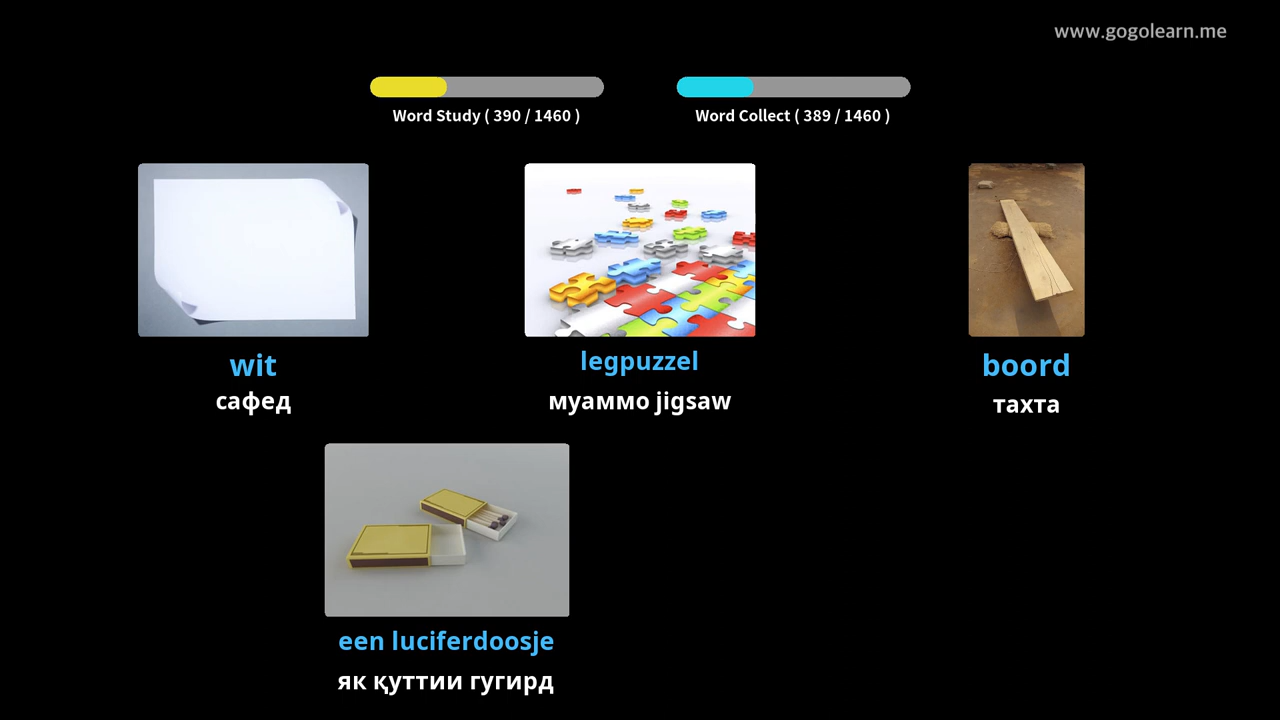 www.gogolearn.me
Word Study ( 390 / 1460 )
Word Collect ( 389 / 1460 )
wit
сафед
legpuzzel
муаммо jigsaw
boord
тахта
een luciferdoosje
як қуттии гугирд